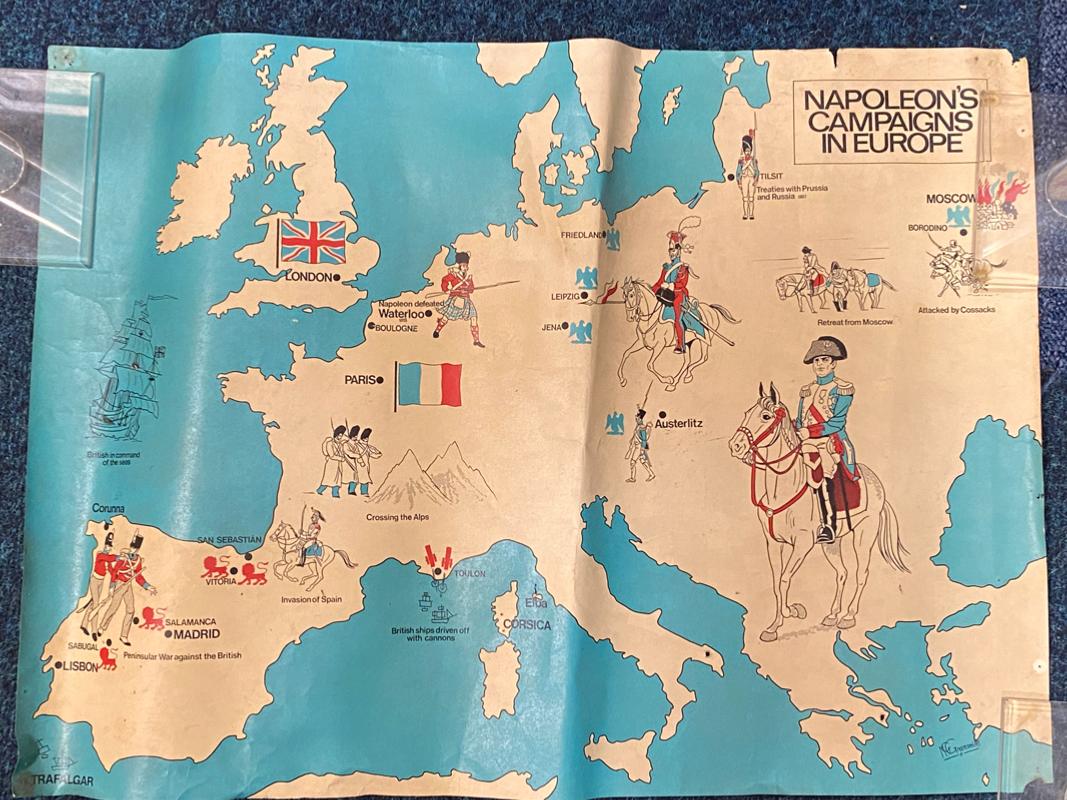 NAPOLEON'S
CAMPAIGNS
IN EUROPE
TILSIT
Treaties with Prussia
and Russia 1807
MOSCOW
BORODINO
Attacked by Cossacks
Retreat from Moscow
FRIEDLAND
LEIPZIG
JENA
LONDON
Napoleon defeated
Waterloo
1815
BOULOGNE
PARIS
Austerlitz
British in command
of the seas
Crossing the Alps
Corunna
SAN SEBASTIÁN
VITORIA
Invasion of Spain
TOULON
British ships driven off
with cannons
Elba
CORSICA
SALAMANCA
MADRID
SABUGAL
Peninsular War against the British
LISBON
TRAFALGAR